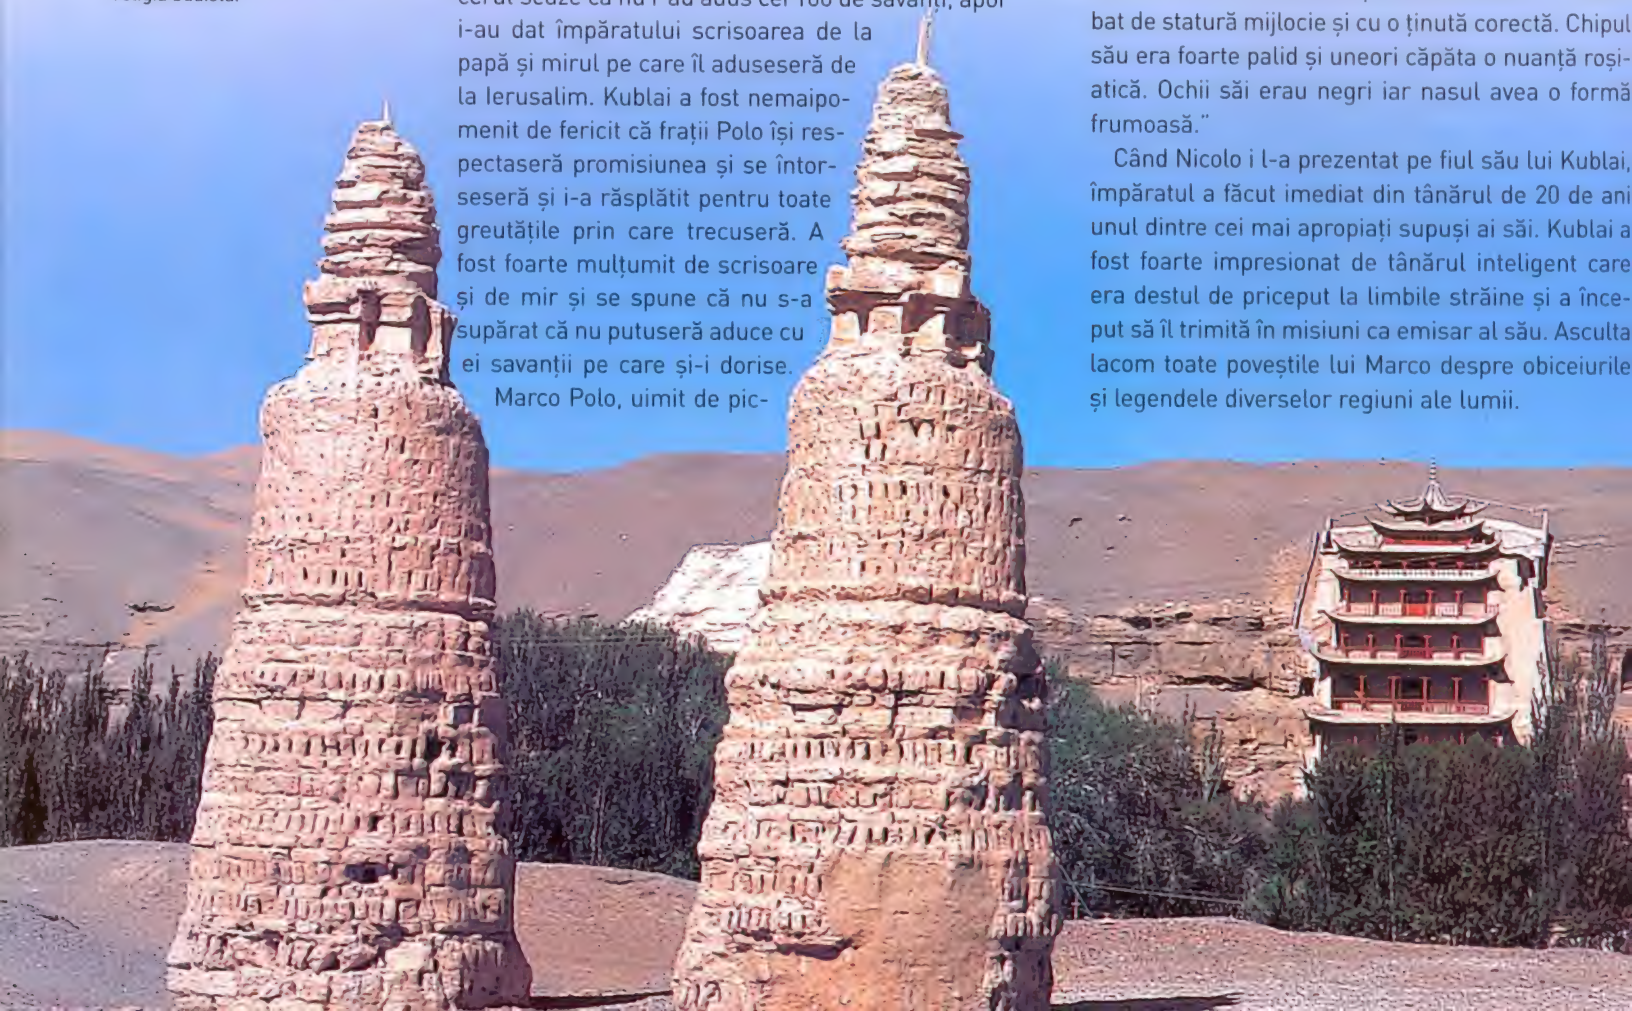 i-au dat împăratului scrisoarea de la
papă și mirul pe care îl aduseseră de
la Ierusalim. Kublai a fost nemaipo-
menit de fericit că frații Polo își res-
pectaseră promisiunea și se întor-
seseră și i-a răsplătit pentru toate
greutățile prin care trecuseră. A
fost foarte mulțumit de scrisoare
și de mir și se spune că nu s-a
supărat că nu putuseră aduce cu
ei savanții pe care și-i dorise.
Marco Polo, uimit de pic-
bat de statură mijlocie și cu o ținută corectă. Chipul
său era foarte palid și uneori căpăta o nuanță roși-
atică. Ochii săi erau negri iar nasul avea o formă
frumoasă."
Când Nicolo i l-a prezentat pe fiul său lui Kublai,
împăratul a făcut imediat din tânărul de 20 de ani
unul dintre cei mai apropiați supuși ai săi. Kublai a
fost foarte impresionat de tânărul inteligent care
era destul de priceput la limbile străine și a înce-
put să îl trimită în misiuni ca emisar al său. Asculta
lacom toate poveștile lui Marco despre obiceiurile
și legendele diverselor regiuni ale lumii.